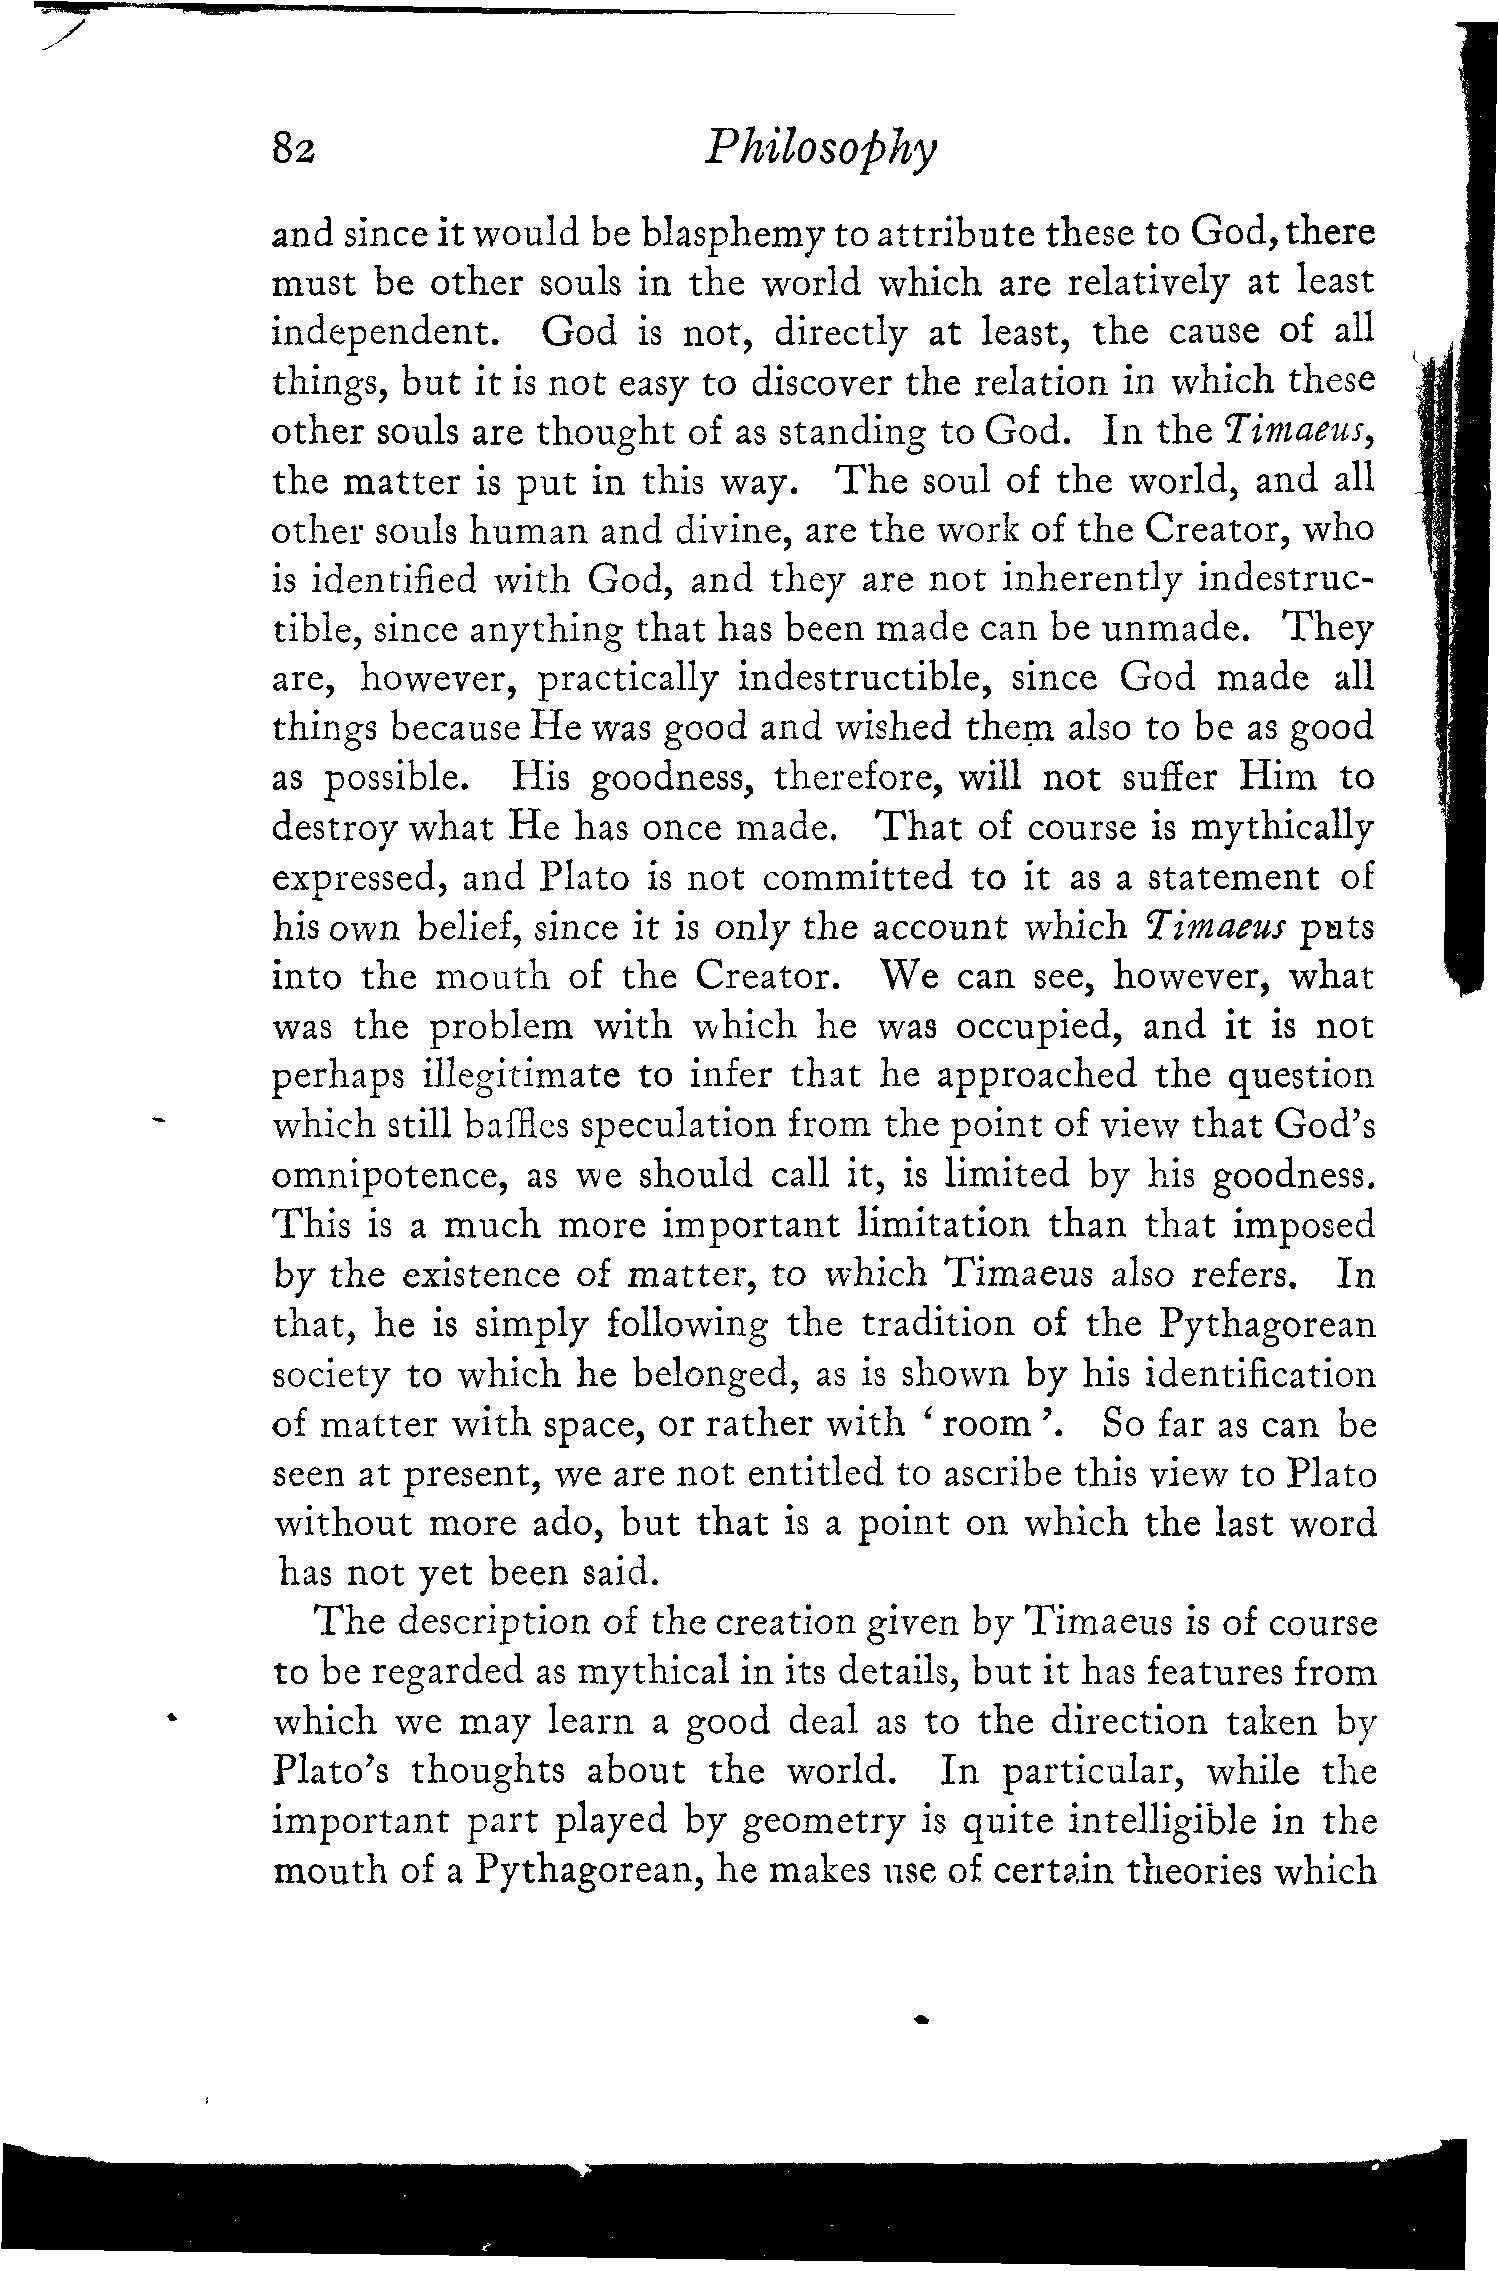 82 Philosophy
and since it would be blasphemy to attribute these to God, there
must be other souls in the world which are relatively at least
independent. God is not, directly at least, the cause of all
things, but it is not easy to discover the relation in which these
other souls are thought of as standing to God. In the Timaeus,
the matter is put in this way. The soul of the world, and all
other souls human and divine, are the work of the Creator, who
is identified with God, and they are not inherently indestruc-
tible, since anything that has been made can be unmade. They
are, however, practically indestructible, since God made all
things because He was good and wished them also to be as good
as possible. His goodness, therefore, will not suffer Him to
destroy what He has once made. That of course is mythically
expressed, and Plato is not committed to it as a statement of
his own belief, since it is only the account which Timaeus puts
into the mouth of the Creator. We can see, however, what
was the problem with which he was occupied, and it is not
perhaps illegitimate to infer that he approached the question
which still baffles speculation from the point of view that God's
omnipotence, as we should call it, is limited by his goodness.
This is a much more important limitation than that imposed
by the existence of matter, to which Timaeus also refers. In
that, he is simply following the tradition of the Pythagorean
society to which he belonged, as is shown by his identification
of matter with space, or rather with ‘ room ’. So far as can be
seen at present, we are not entitled to ascribe this view to Plato
without more ado, but that is a point on which the last word
has not yet been said.
The description of the creation given by Timaeus is of course
to be regarded as mythical in its details, but it has features from
which we may learn a good deal as to the direction taken by
Plato's thoughts about the world. In particular, while the
important part played by geometry is quite intelligible in the
mouth of a Pythagorean, he makes use of certain theories which